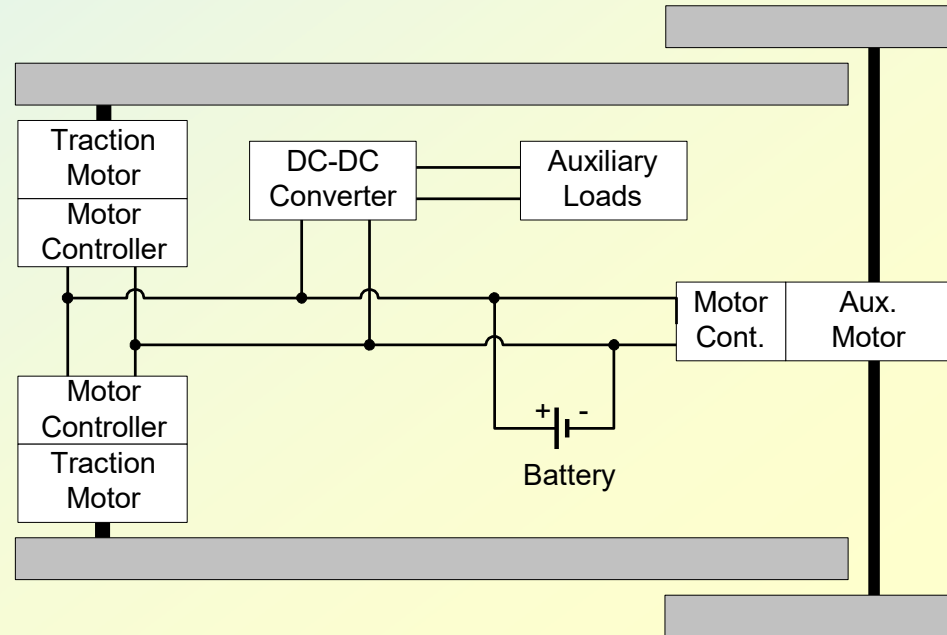 Traction
Motor
Motor
Controller
DC-DC
Converter
Auxiliary
Loads
Motor
Cont.
Aux.
Motor
Motor
Controller
Traction
Motor
+ -
Battery